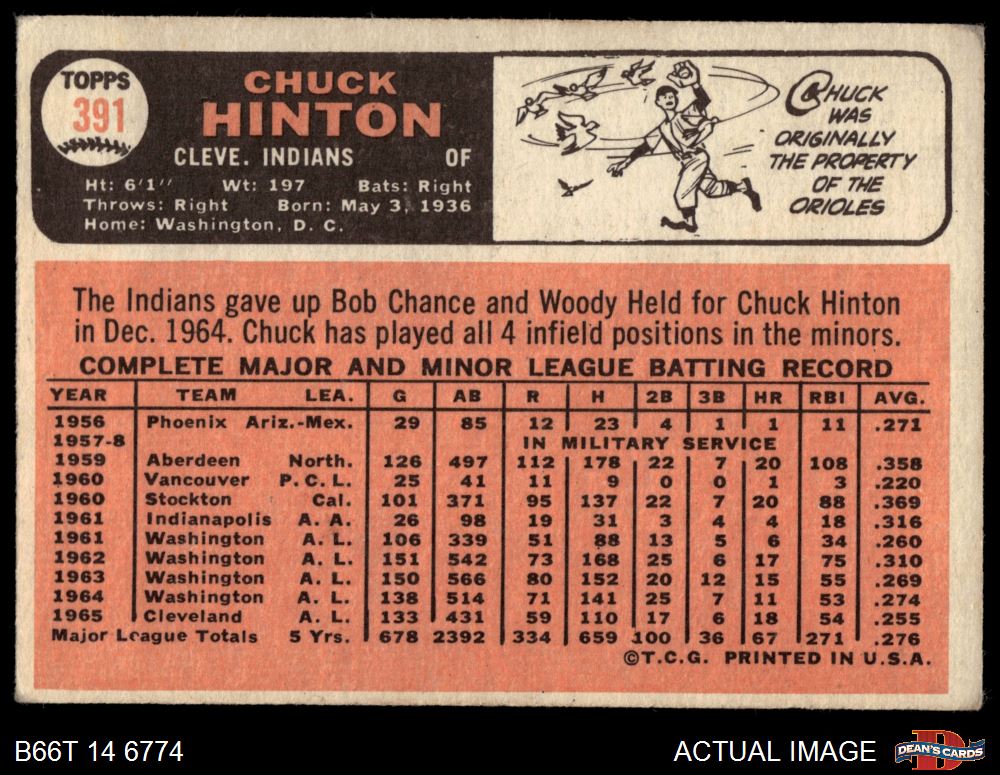 TOPPS
391
CHUCK
HINTON
CLEVE. INDIANS OF
Ht: 6'1" Wt: 197 Bats: Right
Throws: Right Born: May 3, 1936
Home: Washington, D. C.
CHUCK
WAS
ORIGINALLY
THE PROPERTY
OF THE
ORIOLES
The Indians gave up Bob Chance and Woody Held for Chuck Hinton
in Dec. 1964. Chuck has played all 4 infield positions in the minors.
COMPLETE MAJOR AND MINOR LEAGUE BATTING RECORD
YEAR TEAM LEA. G AB R H 2B 3B HR RBI AVG.
1956 Phoenix Ariz.-Mex. 29 85 12 23 4 1 1 11 .271
1957-8 IN MILITARY SERVICE
1959 Aberdeen North. 126 497 112 178 22 7 20 108 .358
1960 Vancouver P.C.L. 25 41 11 9 0 0 1 3 .220
1960 Stockton Cal. 101 371 95 137 22 7 20 88 .369
1961 Indianapolis A. A. 26 98 19 31 3 4 4 18 .316
1961 Washington A. L. 106 339 51 88 13 5 6 34 .260
1962 Washington A. L. 151 542 73 168 25 6 17 75 .310
1963 Washington A. L. 150 566 80 152 20 12 15 55 .269
1964 Washington A. L. 138 514 71 141 25 7 11 53 .274
1965 Cleveland A. L. 133 431 59 110 17 6 18 54 .255
Major League Totals 5 Yrs. 678 2392 334 659 100 36 67 271 .276
©T.C.G. PRINTED IN U.S.A.
B66T 14 6774 ACTUAL IMAGE DEAN'S CARDS